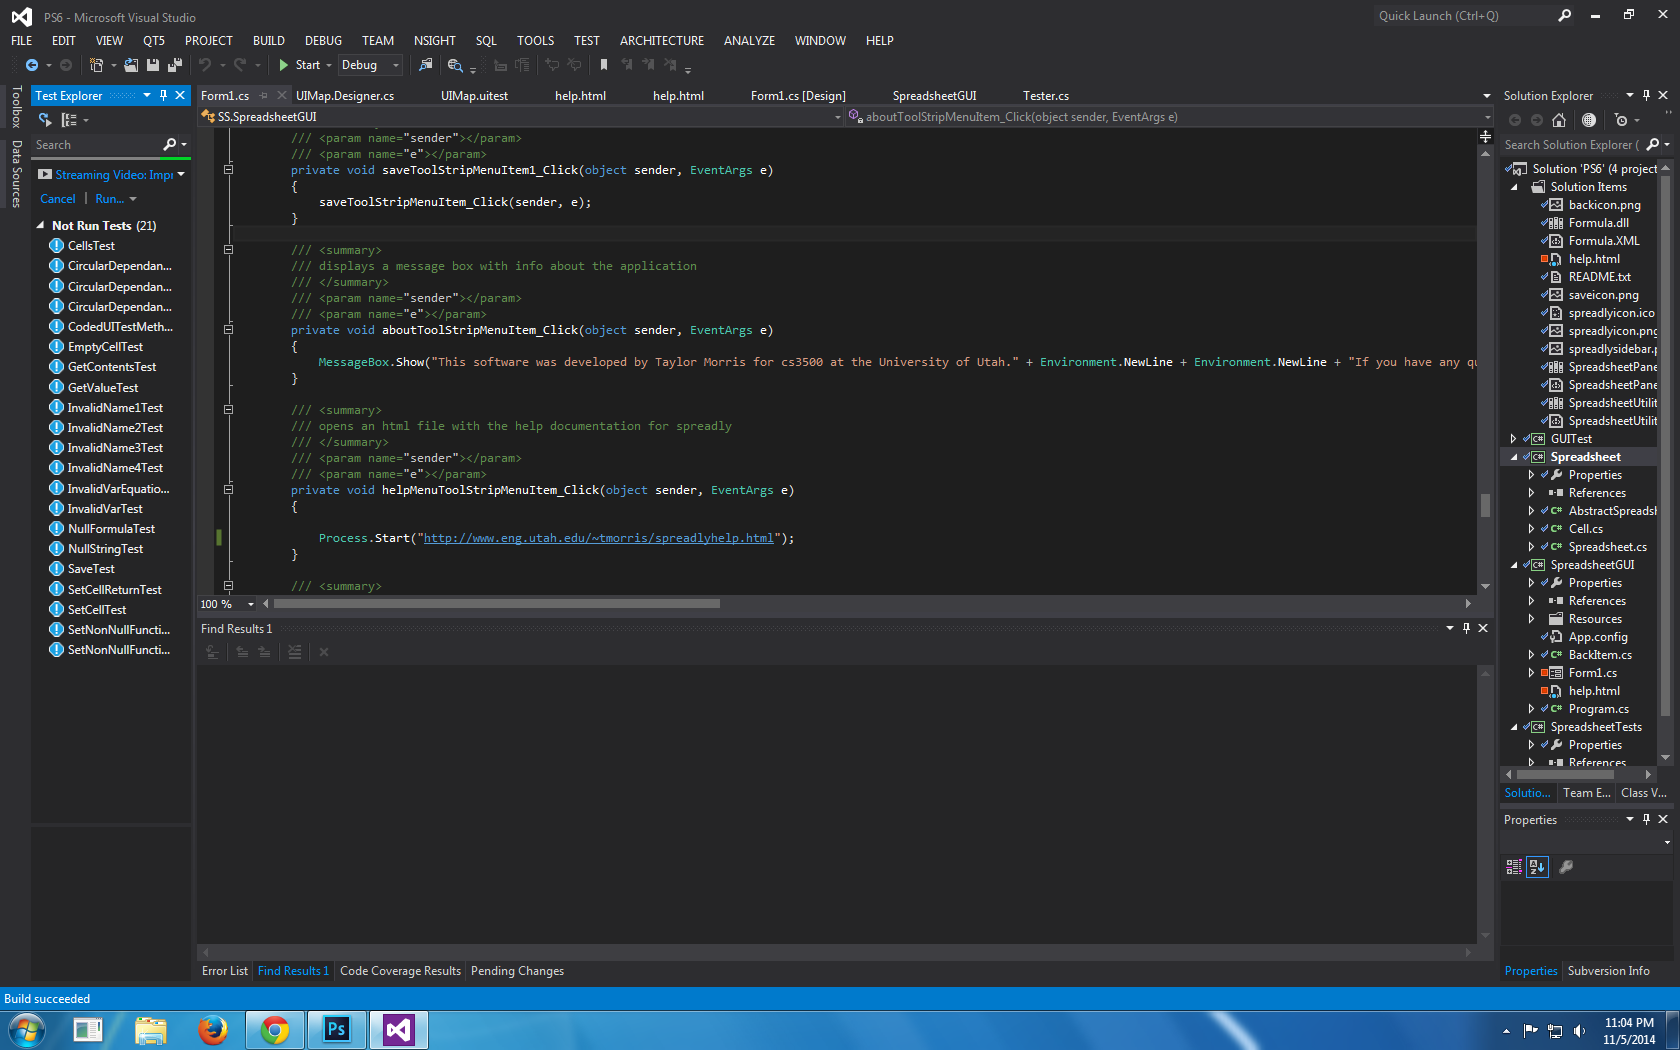 PS6 - Microsoft Visual Studio
Quick Launch (Ctrl+Q)
FILE EDIT VIEW QT5 PROJECT BUILD DEBUG TEAM NSIGHT SQL TOOLS TEST ARCHITECTURE ANALYZE WINDOW HELP
Start Debug
Toolbox
Data Sources
Test Explorer
Search
Streaming Video: Impr
Cancel | Run...
Not Run Tests (21)
CellsTest
CircularDependan...
CircularDependan...
CircularDependan...
CodedUITestMeth...
EmptyCellTest
GetContentsTest
GetValueTest
InvalidName1Test
InvalidName2Test
InvalidName3Test
InvalidName4Test
InvalidVarEquatio...
InvalidVarTest
NullFormulaTest
NullStringTest
SaveTest
SetCellReturnTest
SetCellTest
SetNonNullFuncti...
SetNonNullFuncti...
Form1.cs UIMap.Designer.cs UIMap.uitest help.html help.html Form1.cs [Design] SpreadsheetGUI Tester.cs
SS.SpreadsheetGUI aboutToolStripMenuItem_Click(object sender, EventArgs e)
/// <param name="sender"></param>
/// <param name="e"></param>
private void saveToolStripMenuItem1_Click(object sender, EventArgs e)
{
saveToolStripMenuItem_Click(sender, e);
}
/// <summary>
/// displays a message box with info about the application
/// </summary>
/// <param name="sender"></param>
/// <param name="e"></param>
private void aboutToolStripMenuItem_Click(object sender, EventArgs e)
{
MessageBox.Show("This software was developed by Taylor Morris for cs3500 at the University of Utah." + Environment.NewLine + Environment.NewLine + "If you have any qu
}
/// <summary>
/// opens an html file with the help documentation for spreadly
/// </summary>
/// <param name="sender"></param>
/// <param name="e"></param>
private void helpMenuToolStripMenuItem_Click(object sender, EventArgs e)
{
Process.Start("http://www.eng.utah.edu/~tmorris/spreadlyhelp.html");
}
/// <summary>
100 %
Find Results 1
Error List Find Results 1 Code Coverage Results Pending Changes
Solution Explorer
Search Solution Explorer (
Solution 'PS6' (4 project
Solution Items
backicon.png
Formula.dll
Formula.XML
help.html
README.txt
saveicon.png
spreadlyicon.ico
spreadlyicon.png
spreadlysidebar.p
SpreadsheetPane
SpreadsheetPane
SpreadsheetUtilit
SpreadsheetUtilit
GUITest
Spreadsheet
Properties
References
AbstractSpreadsh
Cell.cs
Spreadsheet.cs
SpreadsheetGUI
Properties
References
Resources
App.config
BackItem.cs
Form1.cs
help.html
Program.cs
SpreadsheetTests
Properties
References
Solutio... Team E... Class V...
Properties
Properties Subversion Info
Build succeeded
Ps
11:04 PM
11/5/2014